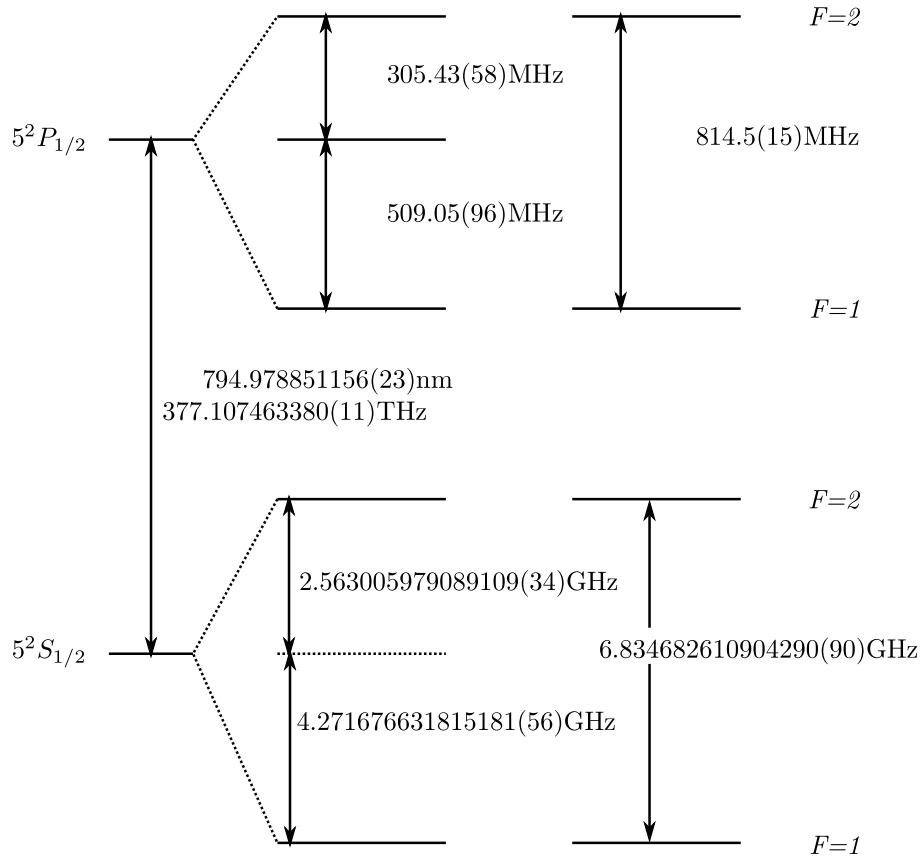 F=2
305.43(58)MHz
5²P₁/₂
814.5(15)MHz
509.05(96)MHz
F=1
794.978851156(23)nm
377.107463380(11)THz
F=2
2.563005979089109(34)GHz
5²S₁/₂
6.834682610904290(90)GHz
4.271676631815181(56)GHz
F=1